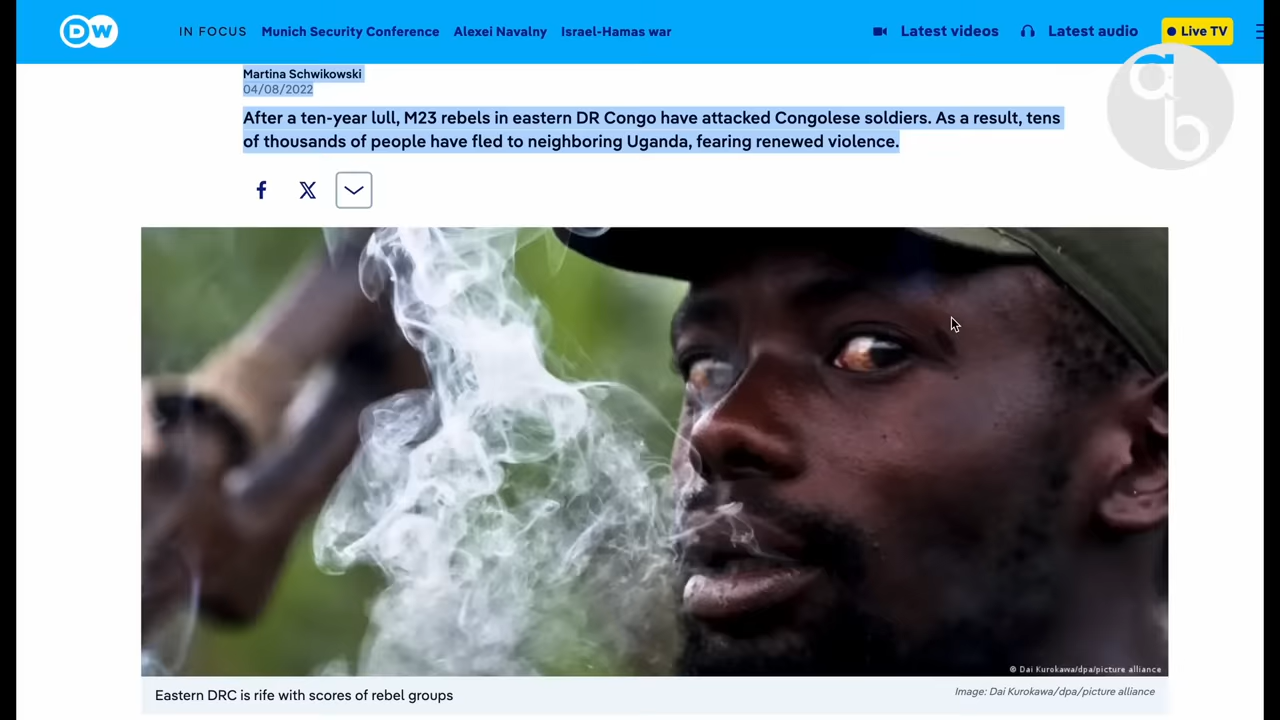 DW
IN FOCUS Munich Security Conference Alexei Navalny Israel-Hamas war Latest videos Latest audio Live TV
Martina Schwikowski
04/08/2022
After a ten-year lull, M23 rebels in eastern DR Congo have attacked Congolese soldiers. As a result, tens
of thousands of people have fled to neighboring Uganda, fearing renewed violence.
ab
© Dai Kurokawa/dpa/picture alliance
Eastern DRC is rife with scores of rebel groups
Image: Dai Kurokawa/dpa/picture alliance